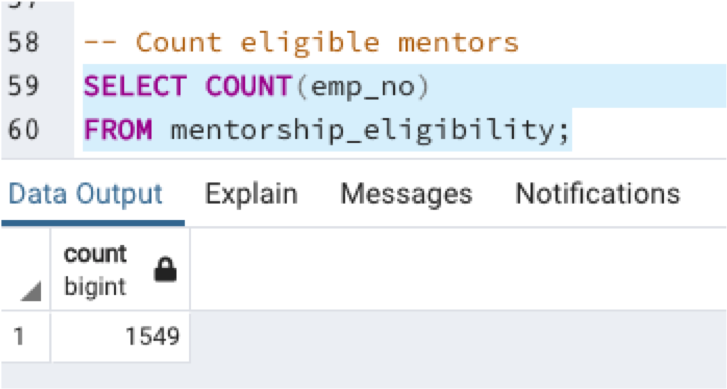 58 -- Count eligible mentors
59 SELECT COUNT(emp_no)
60 FROM mentorship_eligibility;
Data Output Explain Messages Notifications
count
bigint
1 1549